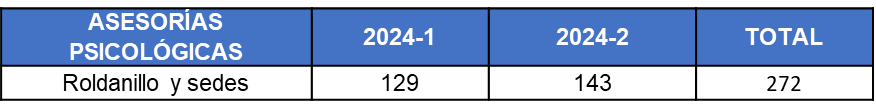 ASESORÍAS
PSICOLÓGICAS 2024-1 2024-2 TOTAL
Roldanillo y sedes 129 143 272